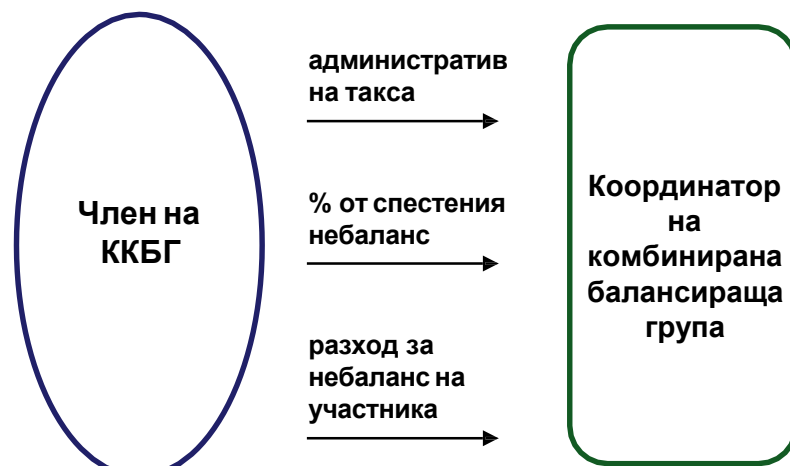 Член на
ККБГ
административ
на такса
% от спестения
небаланс
разход за
небаланс на
участника
Координатор
на
комбинирана
балансираща
група